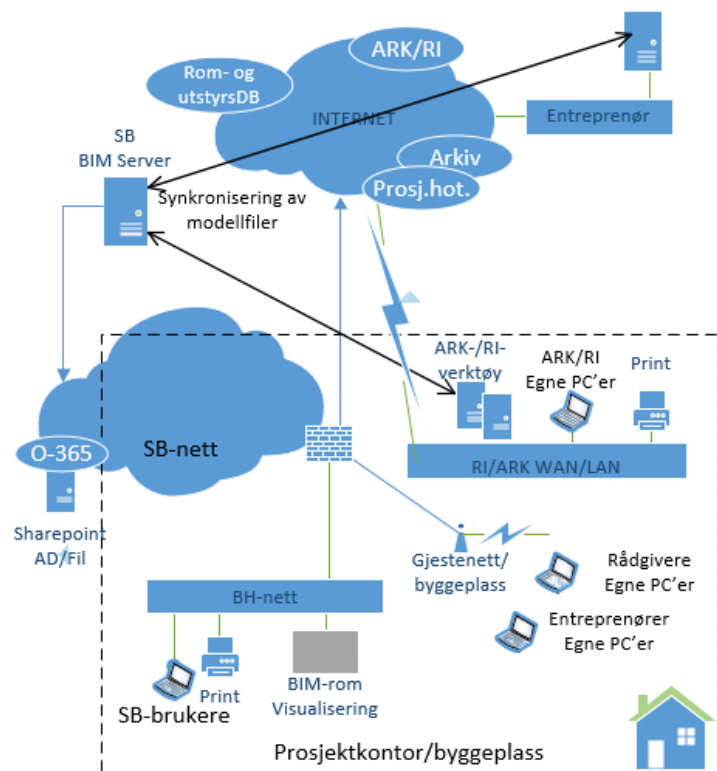 ARK/RI
Rom- og
utstyrsDB
INTERNET
Entreprenør
SB
BIM Server
Arkiv
Prosj.hot.
Synkronisering av
modellfiler
ARK-/RI-
verktøy
ARK/RI
Egne PC'er
Print
SB-nett
O-365
RI/ARK WAN/LAN
Sharepoint
AD/Fil
Gjestenett/
byggeplass
Rådgivere
Egne PC'er
BH-nett
Entreprenører
Egne PC'er
Print
SB-brukere
BIM-rom
Visualisering
Prosjektkontor/byggeplass